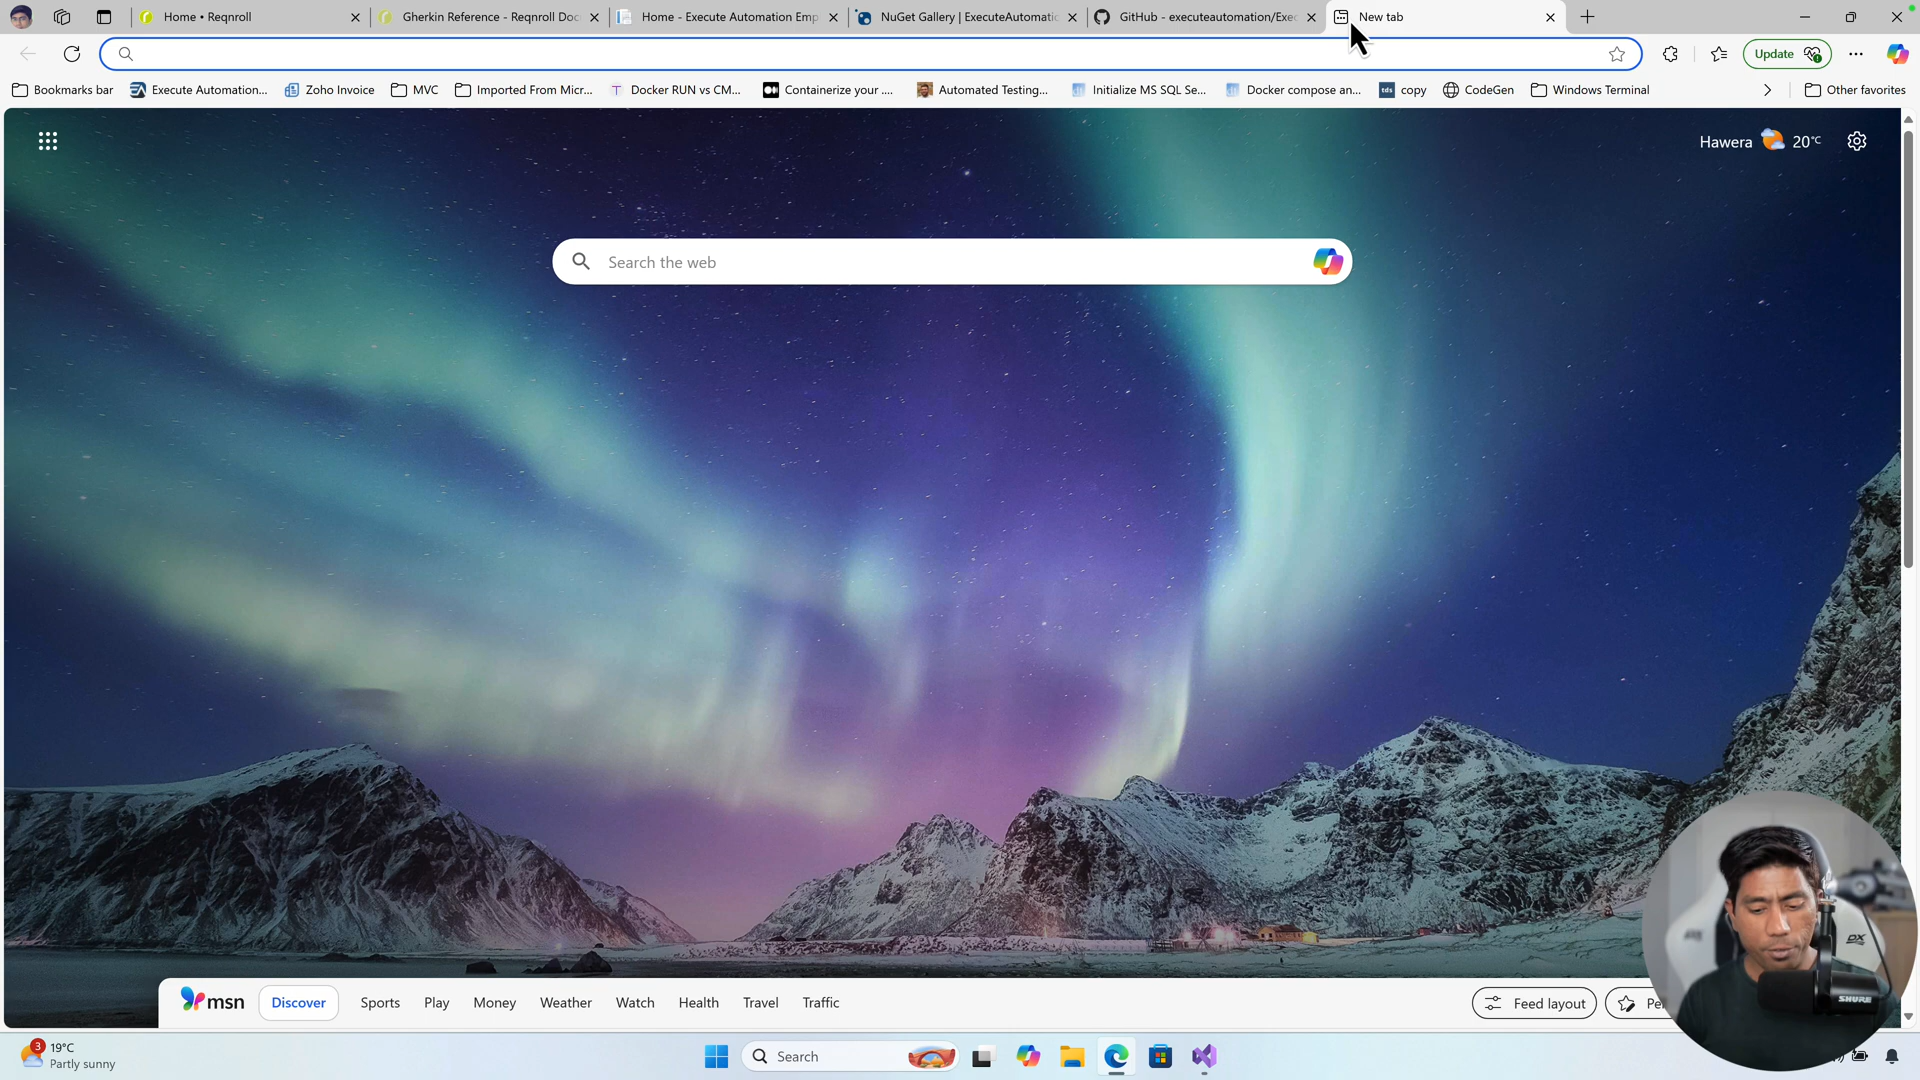 Home • Reqnroll
Gherkin Reference - Reqnroll Doc
Home - Execute Automation Emp
NuGet Gallery | ExecuteAutomatic
GitHub - executeautomation/Exec
New tab
Update
Bookmarks bar
Execute Automation...
Zoho Invoice
MVC
Imported From Micr...
Docker RUN vs CM...
Containerize your ....
Automated Testing...
Initialize MS SQL Se...
Docker compose an...
tds copy
CodeGen
Windows Terminal
Other favorites
Hawera 20°C
Search the web
msn
Discover
Sports
Play
Money
Weather
Watch
Health
Travel
Traffic
Feed layout
SHURE
3
19°C
Partly sunny
Search